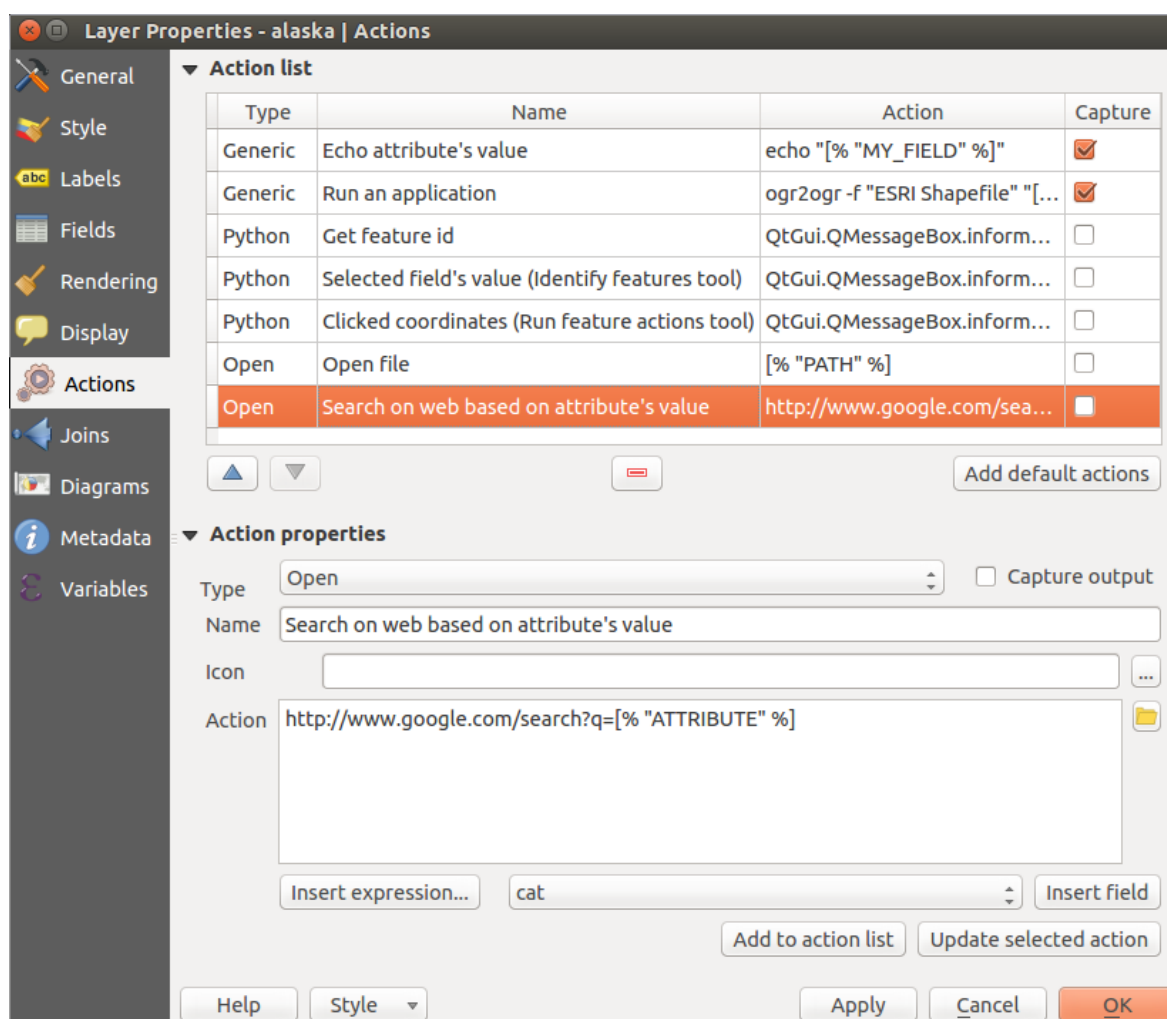 Layer Properties - alaska | Actions
General
Style
abc Labels
Fields
Rendering
Display
Actions
Joins
Diagrams
Metadata
Variables
Action list
Type Name Action Capture
Generic Echo attribute's value echo "[% "MY_FIELD" %]"
Generic Run an application ogr2ogr -f "ESRI Shapefile" "[...
Python Get feature id QtGui.QMessageBox.inform...
Python Selected field's value (Identify features tool) QtGui.QMessageBox.inform...
Python Clicked coordinates (Run feature actions tool) QtGui.QMessageBox.inform...
Open Open file [% "PATH" %]
Open Search on web based on attribute's value http://www.google.com/sea...
Add default actions
Action properties
Type Open Capture output
Name Search on web based on attribute's value
Icon ...
Action http://www.google.com/search?q=[% "ATTRIBUTE" %]
Insert expression... cat Insert field
Add to action list Update selected action
Help Style Apply Cancel OK